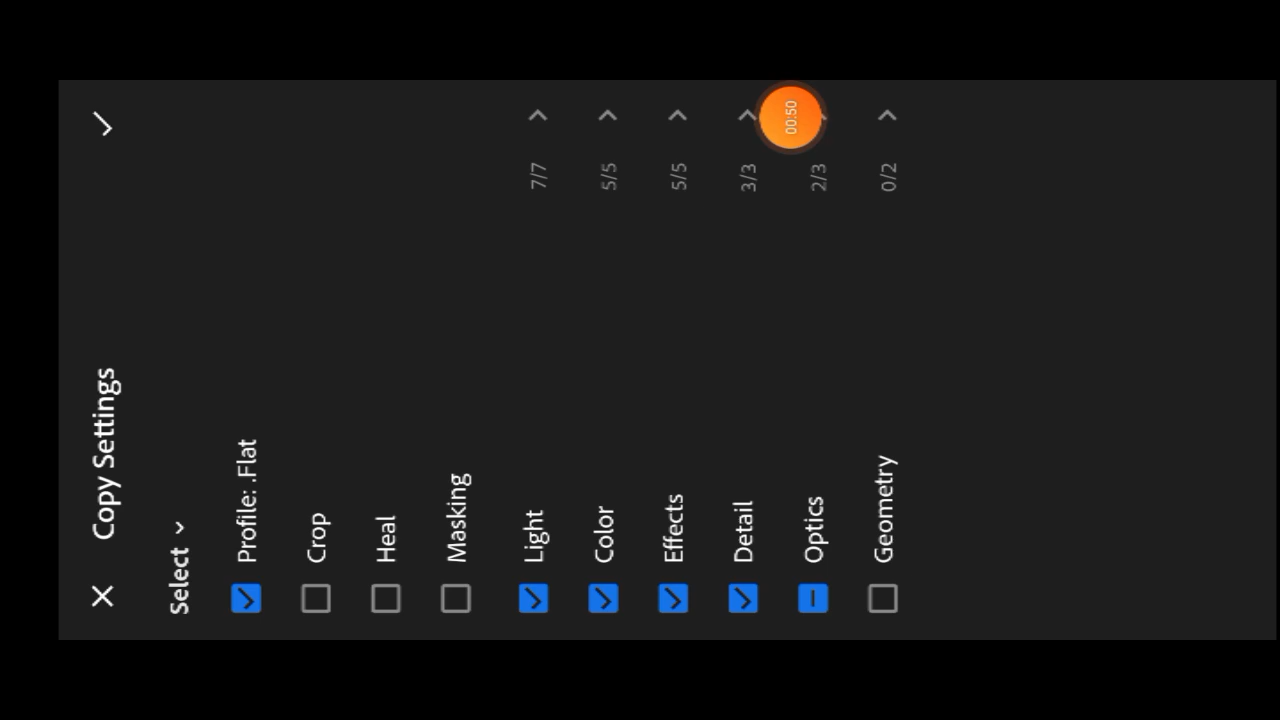 Copy Settings
Select
Profile: .Flat
Crop
Heal
Masking
Light 7/7
Color 5/5
Effects 5/5
Detail 3/3
Optics 2/3
Geometry 0/2
00:50